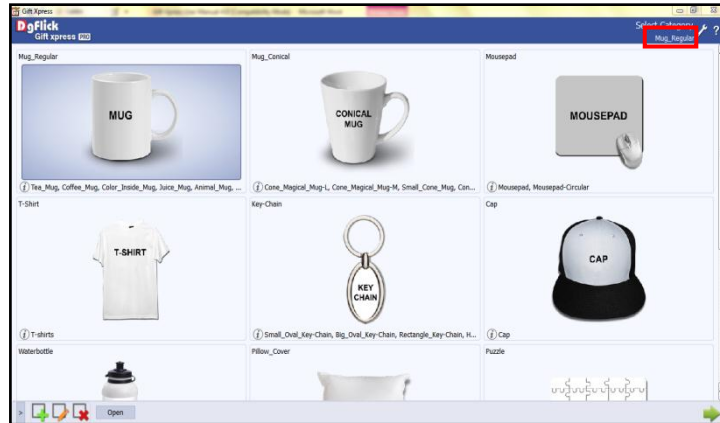 Gift Xpress
DgFlick
Gift xpress PRO
Select Category
Mug_Regular
?
Mug_Regular
Mug_Conical
Mousepad
MUG
CONICAL
MUG
MOUSEPAD
Tea_Mug, Coffee_Mug, Color_Inside_Mug, Juice_Mug, Animal_Mug, ...
Cone_Magical_Mug-L, Cone_Magical_Mug-M, Small_Cone_Mug, Con...
Mousepad, Mousepad-Circular
T-Shirt
Key-Chain
Cap
T-SHIRT
KEY
CHAIN
CAP
T-shirts
Small_Oval_Key-Chain, Big_Oval_Key-Chain, Rectangle_Key-Chain, H...
Cap
Waterbottle
Pillow_Cover
Puzzle
> Open